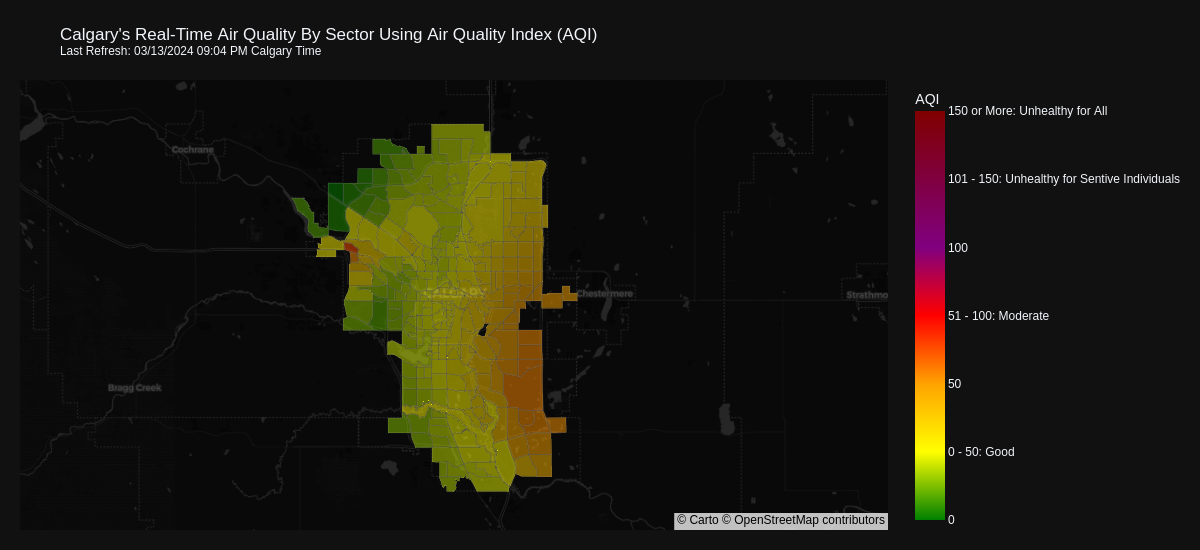 Calgary's Real-Time Air Quality By Sector Using Air Quality Index (AQI)
Last Refresh: 03/13/2024 09:04 PM Calgary Time
AQI
150 or More: Unhealthy for All
101 - 150: Unhealthy for Sentive Individuals
100
51 - 100: Moderate
50
0 - 50: Good
0
Cochrane
CALGARY
Chestermere
Strathmo
Bragg Creek
© Carto © OpenStreetMap contributors